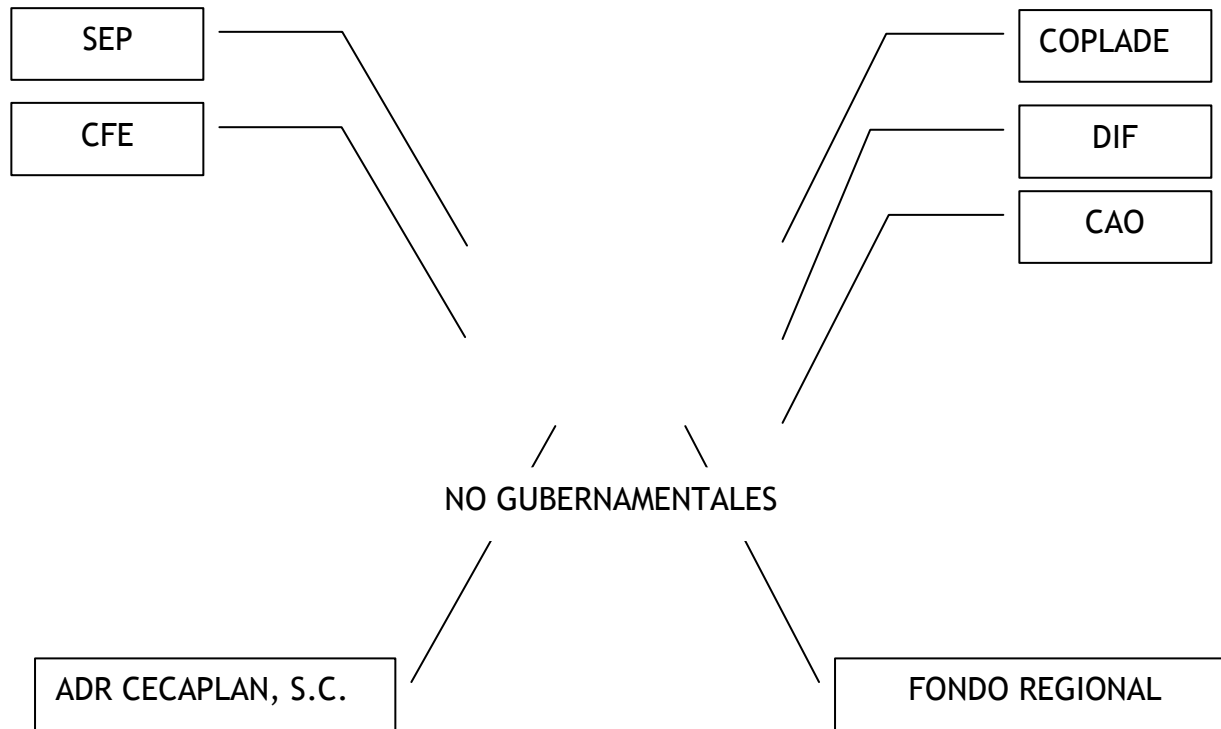 SEP
COPLADE
CFE
DIF
CAO
NO GUBERNAMENTALES
ADR CECAPLAN, S.C.
FONDO REGIONAL